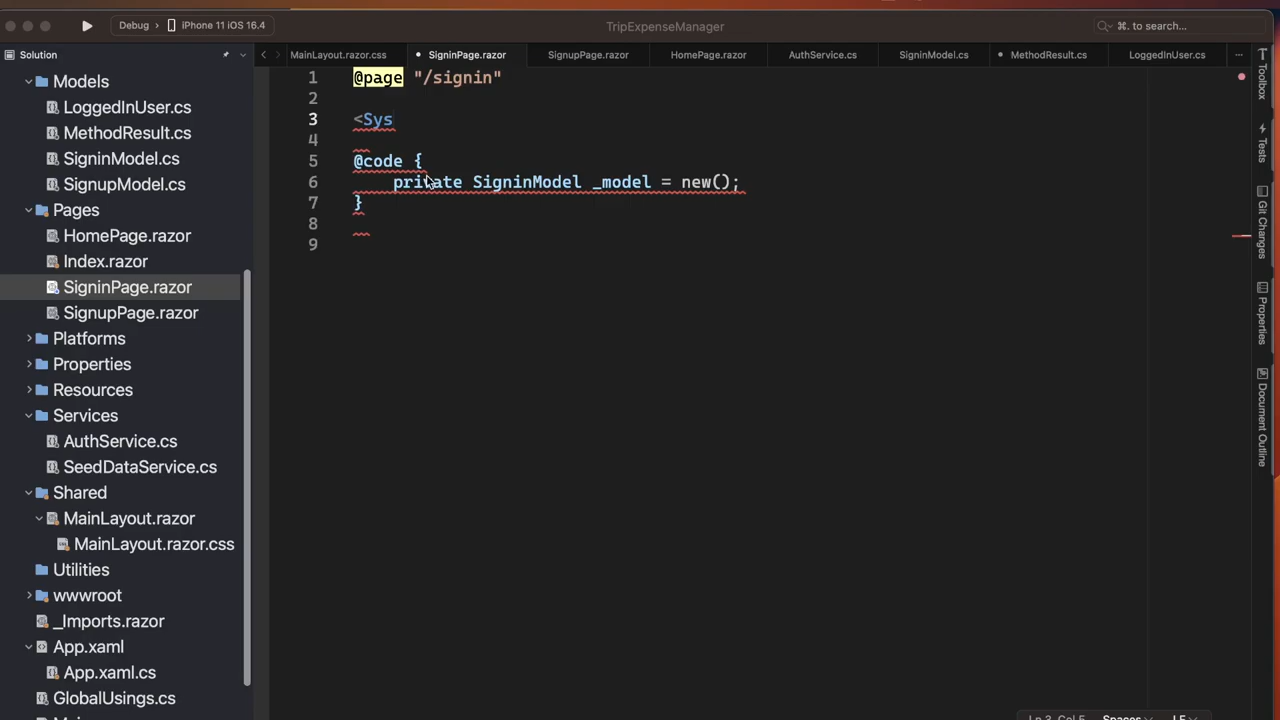 Debug > iPhone 11 iOS 16.4
TripExpenseManager
⌘. to search...
Solution
MainLayout.razor.css
SigninPage.razor
SignupPage.razor
HomePage.razor
AuthService.cs
SigninModel.cs
MethodResult.cs
LoggedInUser.cs
Models
LoggedInUser.cs
MethodResult.cs
SigninModel.cs
SignupModel.cs
Pages
HomePage.razor
Index.razor
SigninPage.razor
SignupPage.razor
Platforms
Properties
Resources
Services
AuthService.cs
SeedDataService.cs
Shared
MainLayout.razor
MainLayout.razor.css
Utilities
wwwroot
_Imports.razor
App.xaml
App.xaml.cs
GlobalUsings.cs
1 @page "/signin"
2
3 <Sys
4
5 @code {
6 private SigninModel _model = new();
7 }
8
9
Toolbox
Tests
Git Changes
Properties
Document Outline